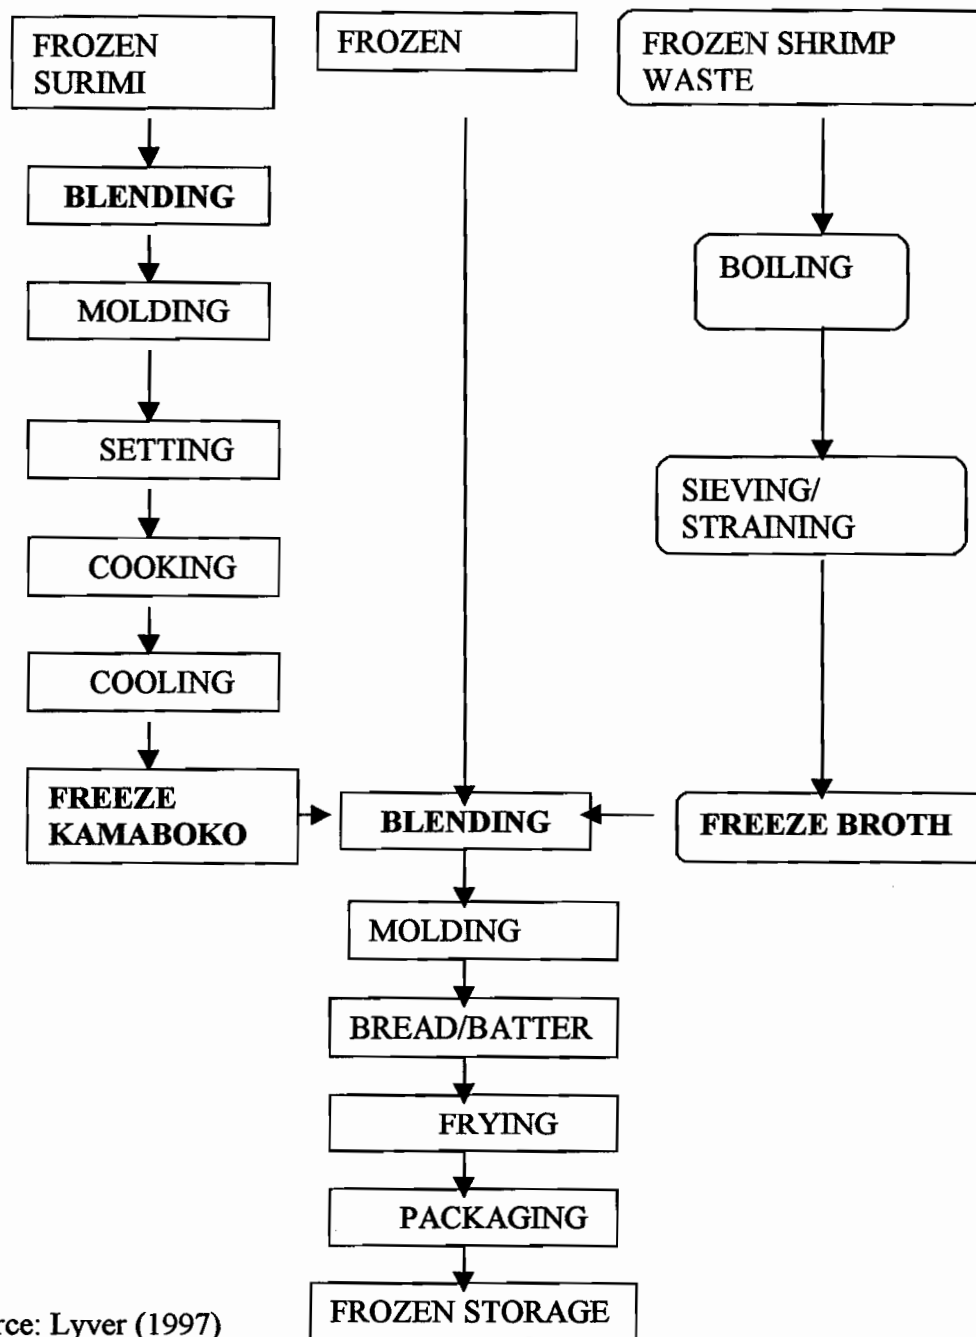 FROZEN
SURIMI
FROZEN
FROZEN SHRIMP
WASTE
BLENDING
BOILING
MOLDING
SETTING
SIEVING/
STRAINING
COOKING
COOLING
FREEZE
KAMABOKO
BLENDING
FREEZE BROTH
MOLDING
BREAD/BATTER
FRYING
PACKAGING
FROZEN STORAGE
rce: Lyver (1997)